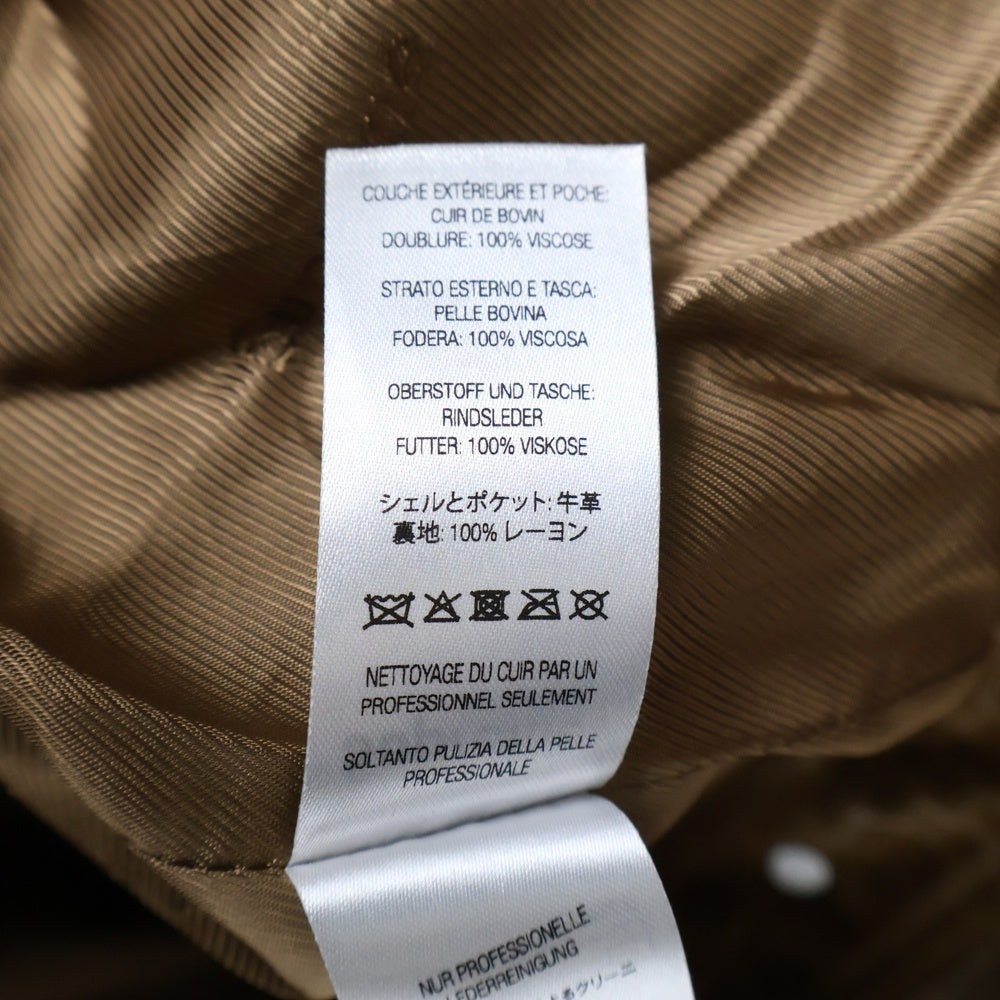 COUCHE EXTÉRIEURE ET POCHE:
CUIR DE BOVIN
DOUBLURE: 100% VISCOSE
STRATO ESTERNO E TASCA:
PELLE BOVINA
FODERA: 100% VISCOSA
OBERSTOFF UND TASCHE:
RINDSLEDER
FUTTER: 100% VISKOSE
シェルとポケット: 牛革
裏地: 100% レーヨン
NETTOYAGE DU CUIR PAR UN
PROFESSIONNEL SEULEMENT
SOLTANTO PULIZIA DELLA PELLE
PROFESSIONALE
NUR PROFESSIONELLE
LEDERREINIGUNG